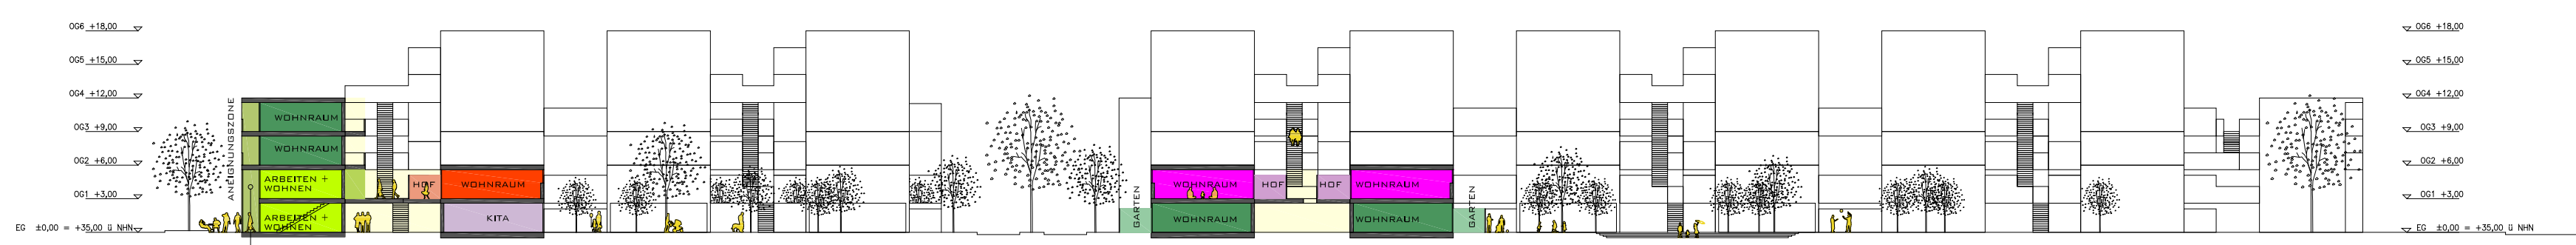 OG6 +18,00
OG6 +18,00
OG5 +15,00
OG5 +15,00
OG4 +12,00
OG4 +12,00
ANEIGNUNGSZONE
WOHNRAUM
OG3 +9,00
OG3 +9,00
WOHNRAUM
OG2 +6,00
OG2 +6,00
ARBEITEN +
WOHNEN
HOF
WOHNRAUM
WOHNRAUM
HOF
HOF
WOHNRAUM
OG1 +3,00
OG1 +3,00
ARBEITEN +
WOHNEN
KITA
GARTEN
WOHNRAUM
WOHNRAUM
GARTEN
EG ±0,00 = +35,00 ü NHN
EG ±0,00 = +35,00 ü NHN